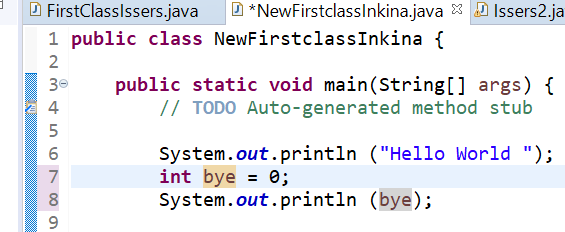 FirstClassIssers.java *NewFirstclassInkina.java Issers2.ja
1 public class NewFirstclassInkina {
2
3 public static void main(String[] args) {
4 // TODO Auto-generated method stub
5
6 System.out.println ("Hello World ");
7 int bye = 0;
8 System.out.println (bye);
9